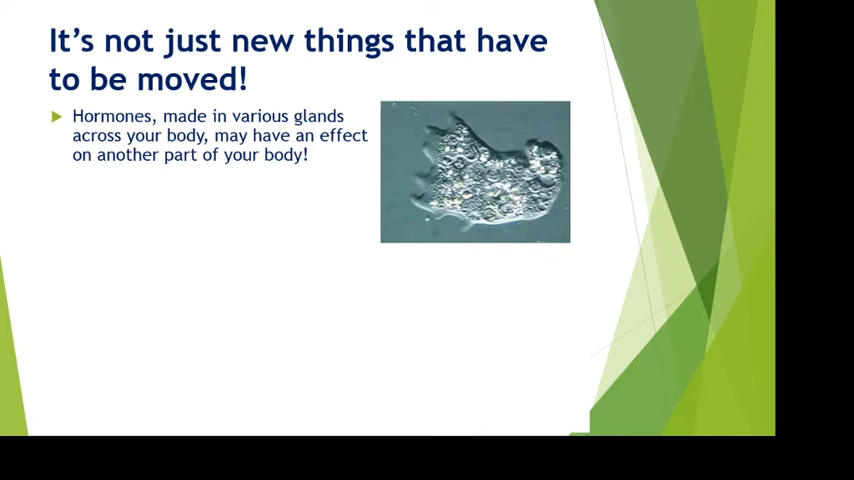 It's not just new things that have
to be moved!
Hormones, made in various glands
across your body, may have an effect
on another part of your body!